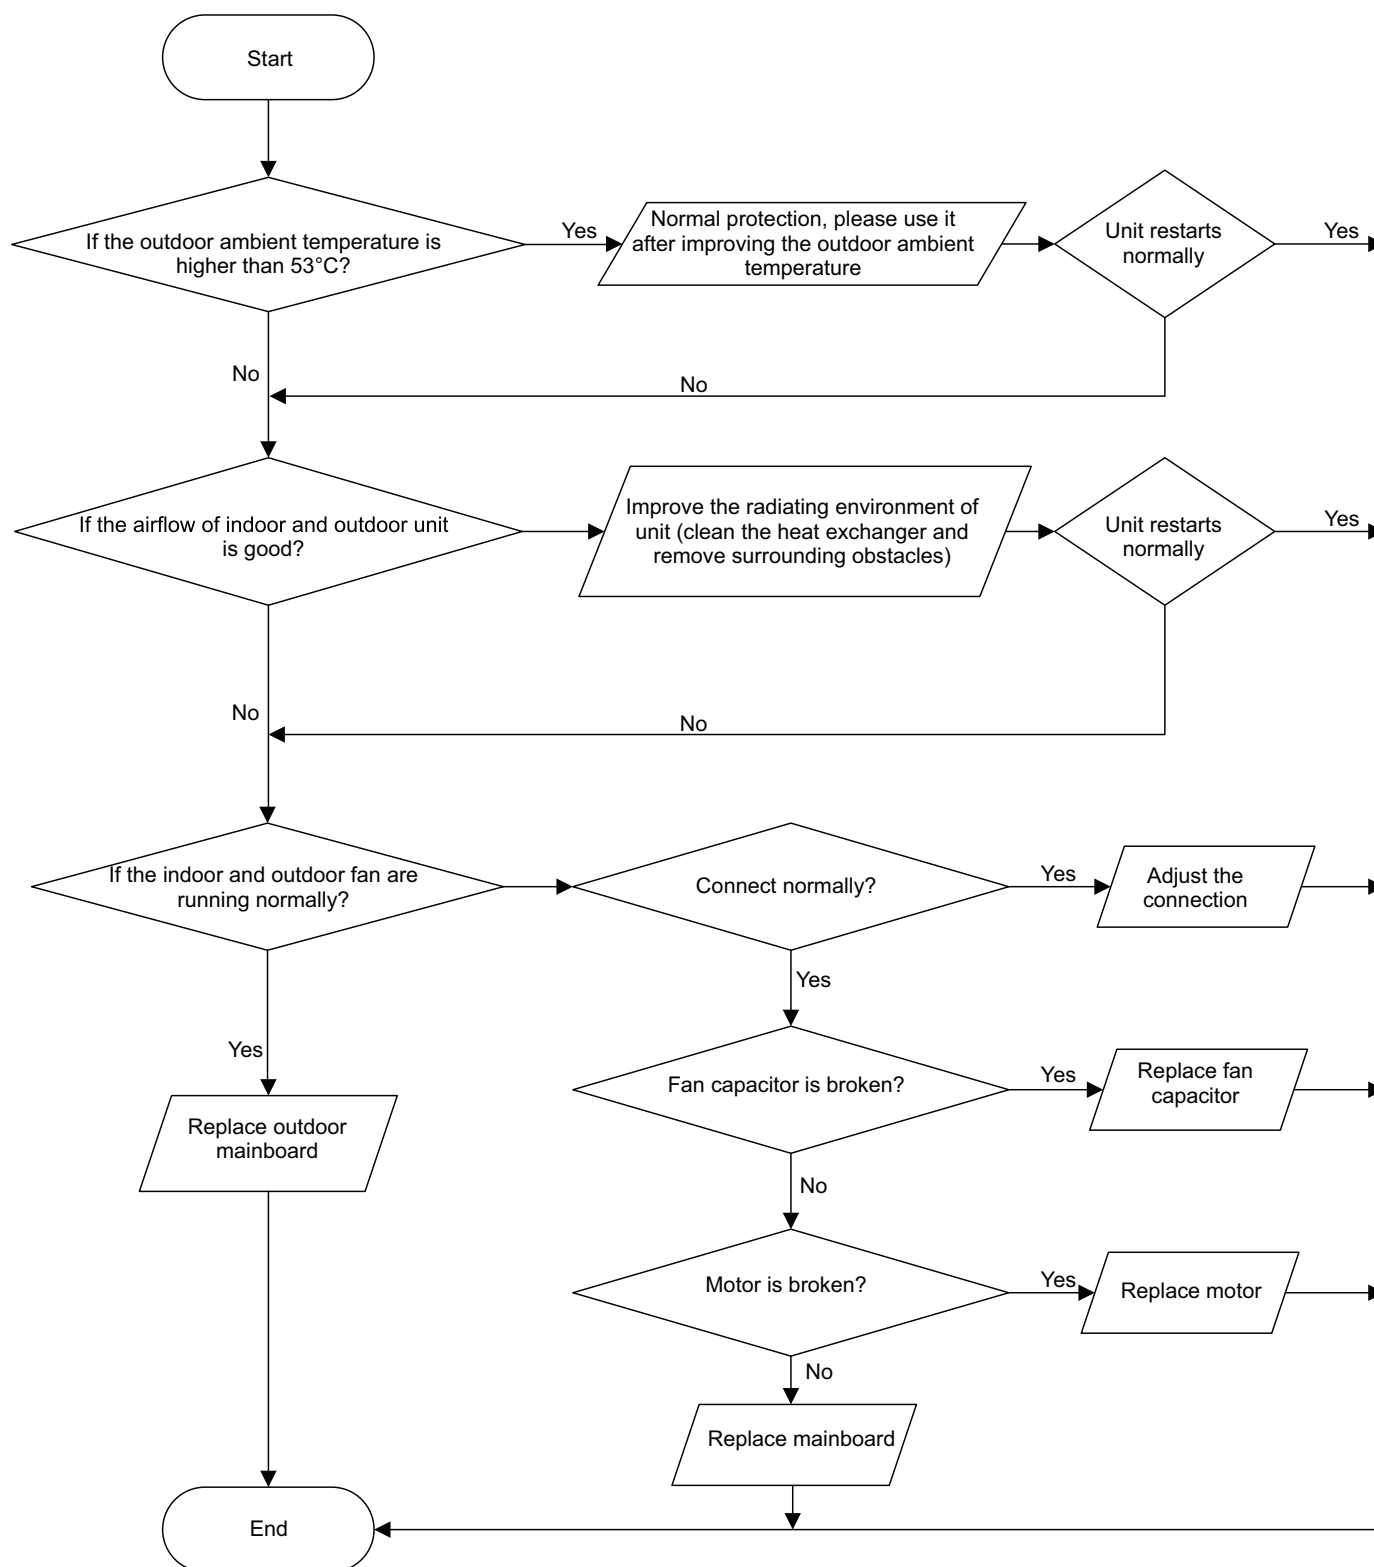 Start
If the outdoor ambient temperature is
higher than 53°C?
Yes
Normal protection, please use it
after improving the outdoor ambient
temperature
Unit restarts
normally
Yes
No
No
If the airflow of indoor and outdoor unit
is good?
Improve the radiating environment of
unit (clean the heat exchanger and
remove surrounding obstacles)
Unit restarts
normally
Yes
No
No
If the indoor and outdoor fan are
running normally?
Connect normally?
Yes
Adjust the
connection
Yes
Yes
Fan capacitor is broken?
Yes
Replace fan
capacitor
Replace outdoor
mainboard
No
Motor is broken?
Yes
Replace motor
No
Replace mainboard
End